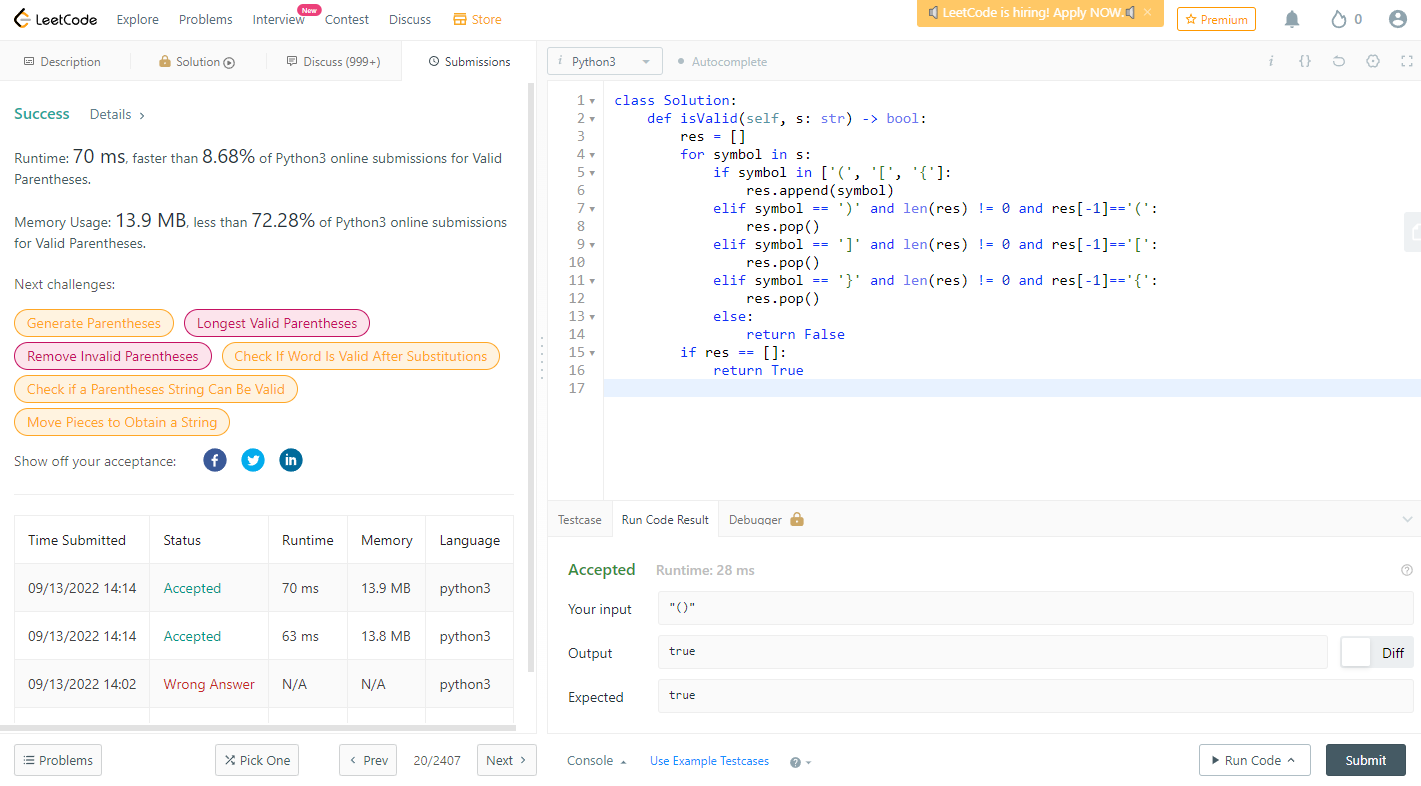 LeetCode Explore Problems Interview New Contest Discuss Store LeetCode is hiring! Apply NOW. × Premium 0
Description Solution Discuss (999+) Submissions
i Python3 Autocomplete i {}
Success Details >
Runtime: 70 ms, faster than 8.68% of Python3 online submissions for Valid
Parentheses.
Memory Usage: 13.9 MB, less than 72.28% of Python3 online submissions
for Valid Parentheses.
Next challenges:
Generate Parentheses Longest Valid Parentheses
Remove Invalid Parentheses Check If Word Is Valid After Substitutions
Check if a Parentheses String Can Be Valid
Move Pieces to Obtain a String
Show off your acceptance: f in
Time Submitted Status Runtime Memory Language
09/13/2022 14:14 Accepted 70 ms 13.9 MB python3
09/13/2022 14:14 Accepted 63 ms 13.8 MB python3
09/13/2022 14:02 Wrong Answer N/A N/A python3
1 class Solution:
2 def isValid(self, s: str) -> bool:
3 res = []
4 for symbol in s:
5 if symbol in ['(', '[', '{']:
6 res.append(symbol)
7 elif symbol == ')' and len(res) != 0 and res[-1]=='(':
8 res.pop()
9 elif symbol == ']' and len(res) != 0 and res[-1]=='[':
10 res.pop()
11 elif symbol == '}' and len(res) != 0 and res[-1]=='{':
12 res.pop()
13 else:
14 return False
15 if res == []:
16 return True
17
Testcase Run Code Result Debugger
Accepted Runtime: 28 ms ?
Your input "()"
Output true Diff
Expected true
Problems Pick One < Prev 20/2407 Next > Console Use Example Testcases ? Run Code Submit